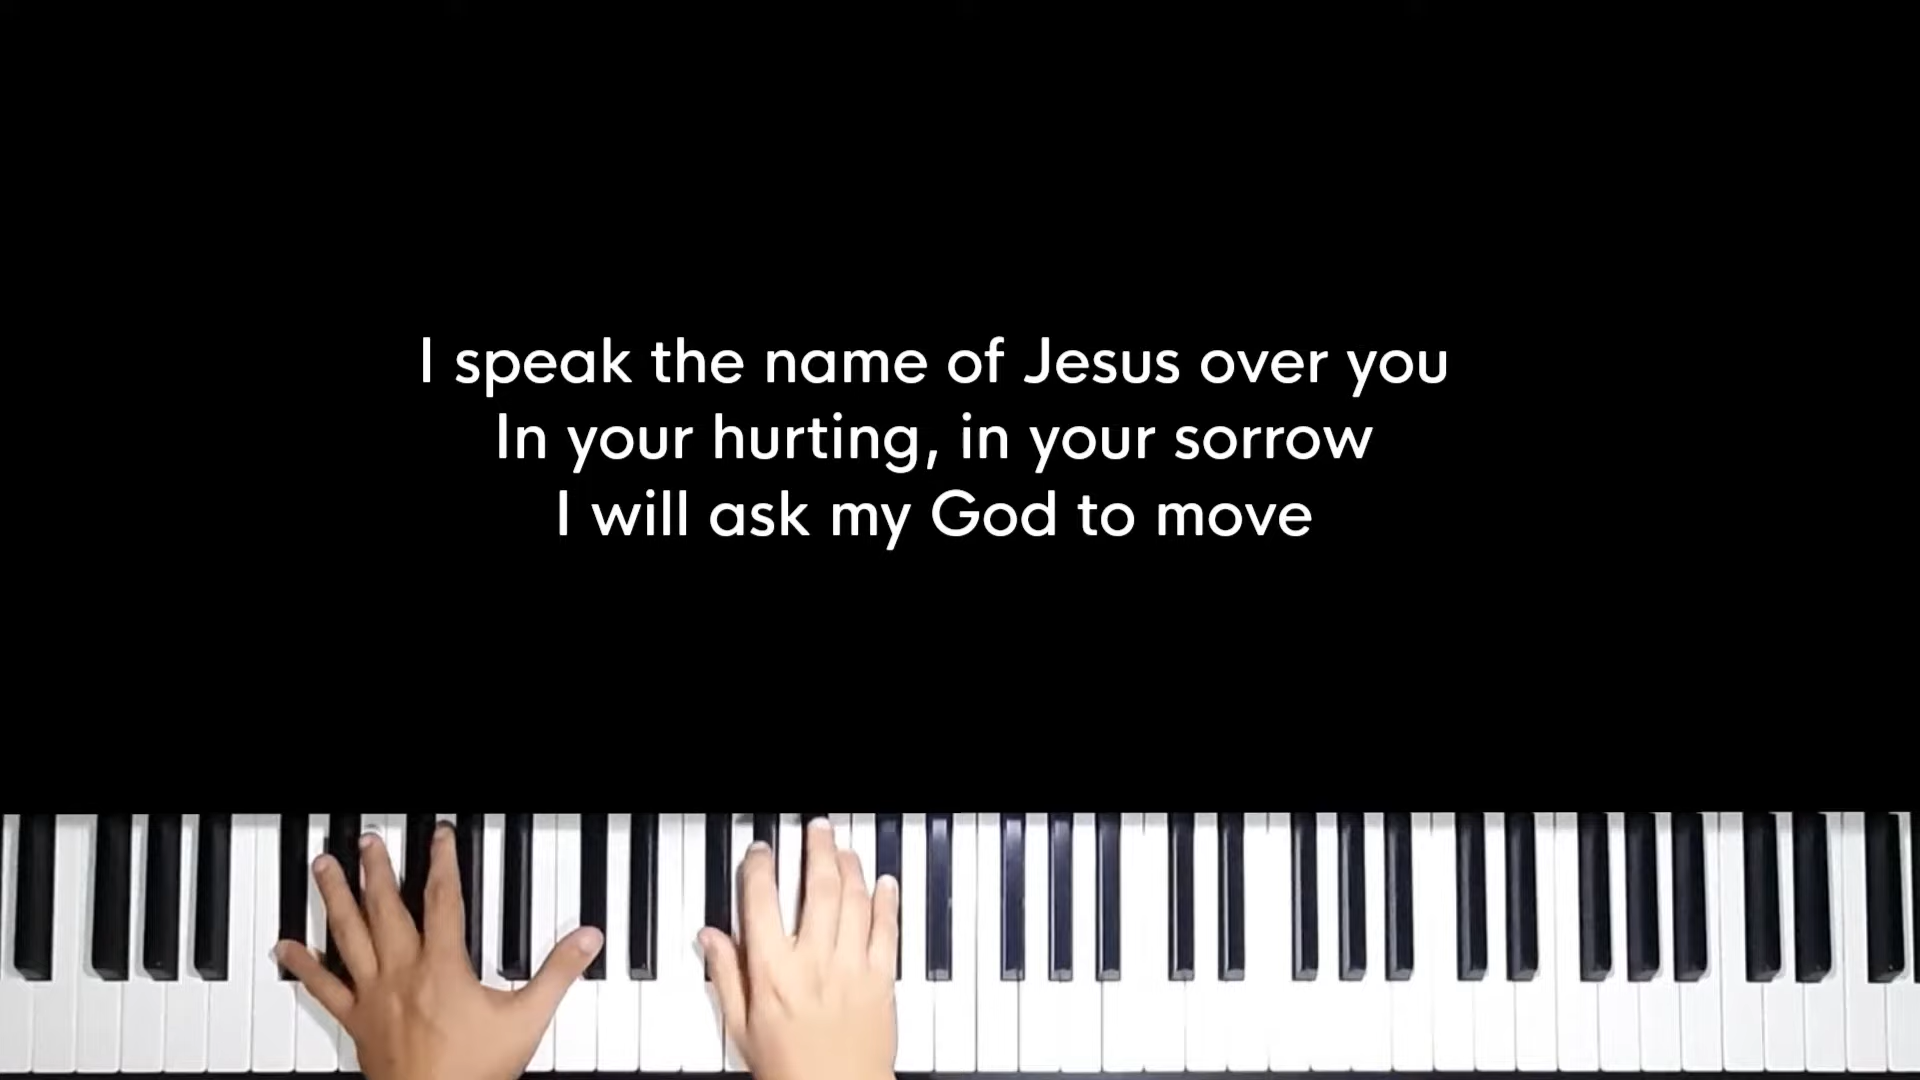 I speak the name of Jesus over you
In your hurting, in your sorrow
I will ask my God to move